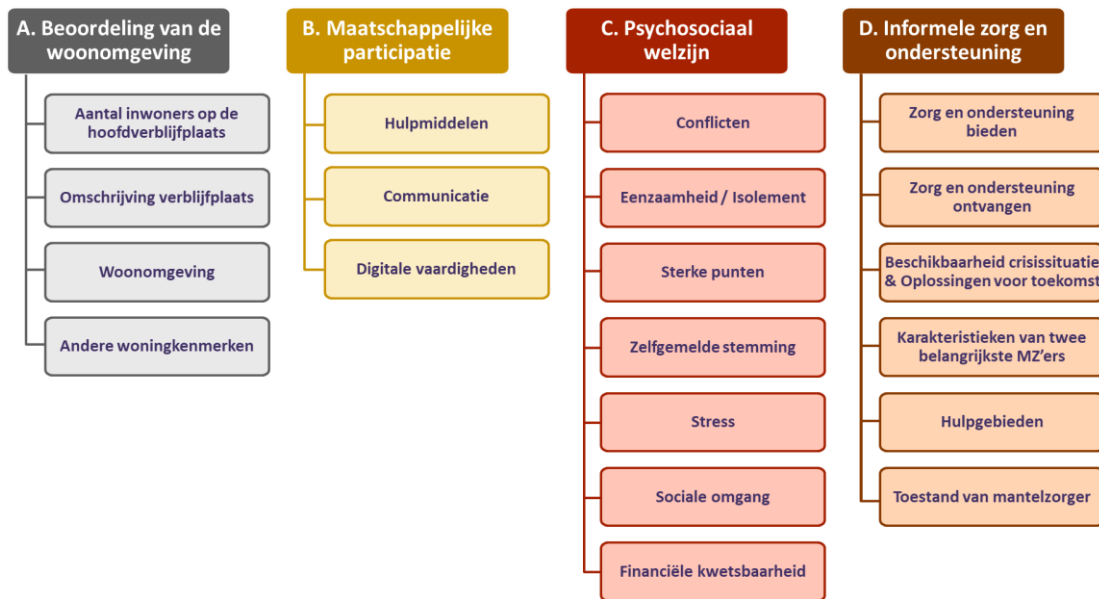 A. Beoordeling van de
woonomgeving
Aantal inwoners op de
hoofdverblijfplaats
Omschrijving verblijfplaats
Woonomgeving
Andere woningkenmerken
B. Maatschappelijke
participatie
Hulpmiddelen
Communicatie
Digitale vaardigheden
C. Psychosociaal
welzijn
Conflicten
Eenzaamheid / Isolement
Sterke punten
Zelfgemelde stemming
Stress
Sociale omgang
Financiële kwetsbaarheid
D. Informele zorg en
ondersteuning
Zorg en ondersteuning
bieden
Zorg en ondersteuning
ontvangen
Beschikbaarheid crisissituatie
& Oplossingen voor toekomst
Karakteristieken van twee
belangrijkste MZ’ers
Hulpgebieden
Toestand van mantelzorger